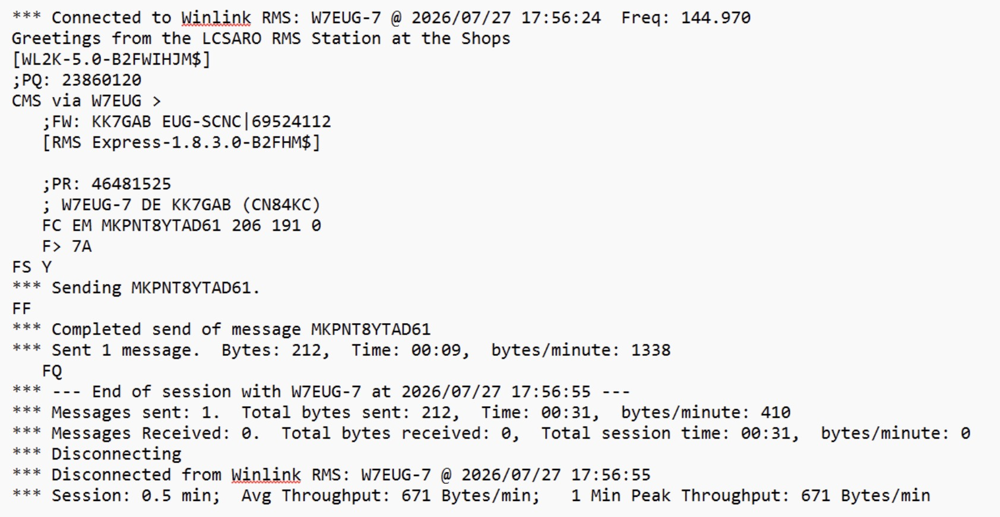 *** Connected to Winlink RMS: W7EUG-7 @ 2026/07/27 17:56:24  Freq: 144.970
Greetings from the LCSARO RMS Station at the Shops
[WL2K-5.0-B2FWIHJM$]
;PQ: 23860120
CMS via W7EUG >
   ;FW: KK7GAB EUG-SCNC|69524112
   [RMS Express-1.8.3.0-B2FHM$]
   ;PR: 46481525
   ; W7EUG-7 DE KK7GAB (CN84KC)
   FC EM MKPNT8YTAD61 206 191 0
   F> 7A
FS Y
*** Sending MKPNT8YTAD61.
FF
*** Completed send of message MKPNT8YTAD61
*** Sent 1 message.  Bytes: 212,  Time: 00:09,  bytes/minute: 1338
   FQ
*** --- End of session with W7EUG-7 at 2026/07/27 17:56:55 ---
*** Messages sent: 1.  Total bytes sent: 212,  Time: 00:31,  bytes/minute: 410
*** Messages Received: 0.  Total bytes received: 0,  Total session time: 00:31,  bytes/minute: 0
*** Disconnecting
*** Disconnected from Winlink RMS: W7EUG-7 @ 2026/07/27 17:56:55
*** Session: 0.5 min;  Avg Throughput: 671 Bytes/min;   1 Min Peak Throughput: 671 Bytes/min